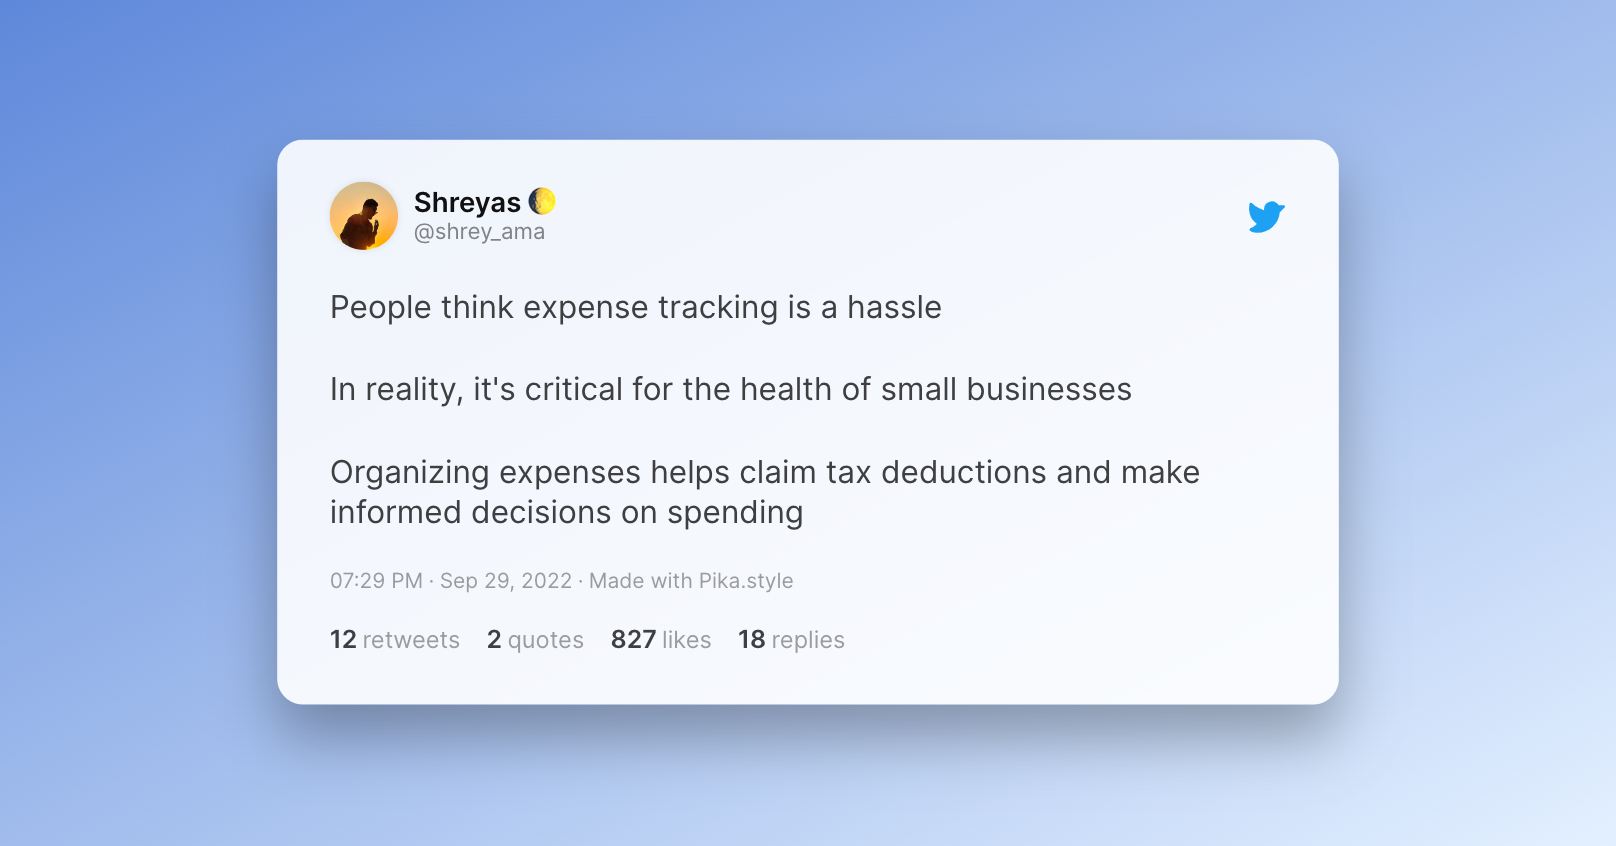 Shreyas 🌔
@shrey_ama
People think expense tracking is a hassle
In reality, it's critical for the health of small businesses
Organizing expenses helps claim tax deductions and make
informed decisions on spending
07:29 PM · Sep 29, 2022 · Made with Pika.style
12 retweets 2 quotes 827 likes 18 replies